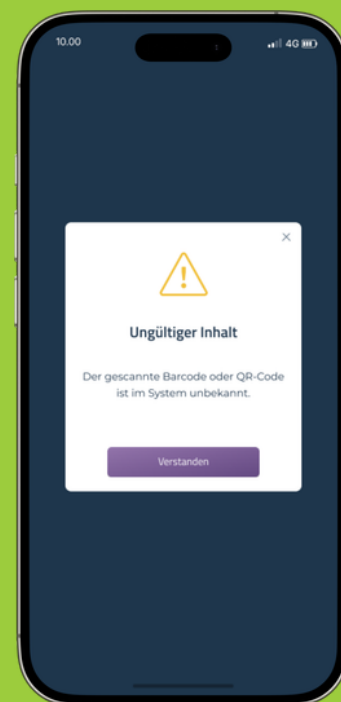 10.00
4G
Ungültiger Inhalt
Der gescannte Barcode oder QR-Code
ist im System unbekannt.
Verstanden